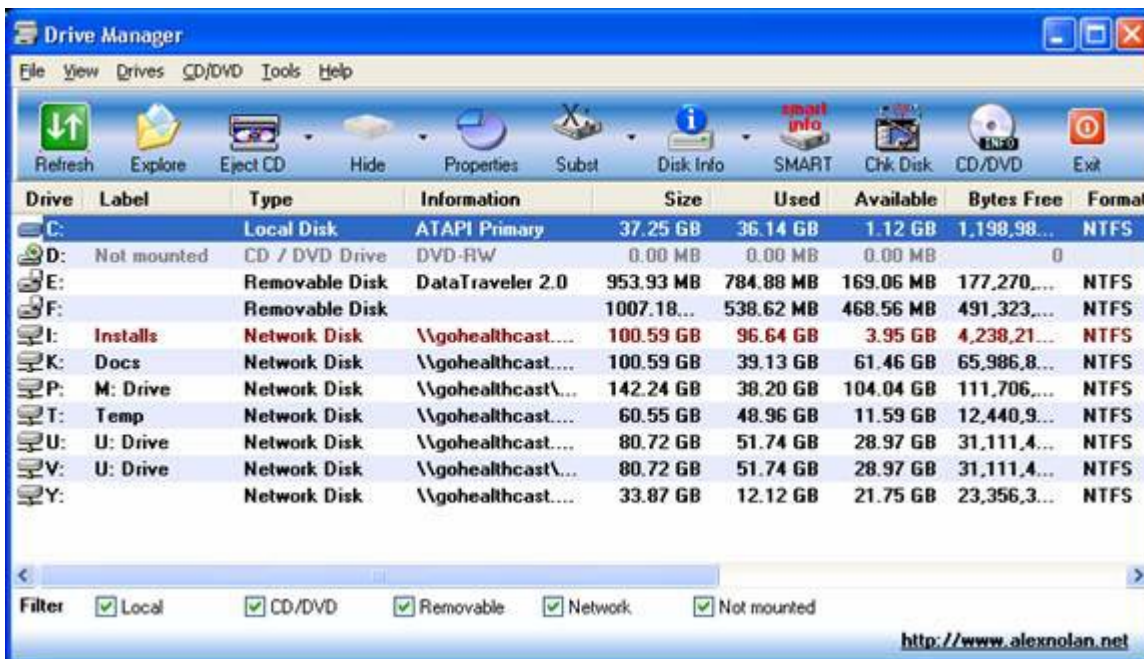 Drive Manager
File View Drives CD/DVD Tools Help
X:\ smart info INFO
Refresh Explore Eject CD Hide Properties Subst Disk Info SMART Chk Disk CD/DVD Exit
Drive Label Type Information Size Used Available Bytes Free Format
C: Local Disk ATAPI Primary 37.25 GB 36.14 GB 1.12 GB 1,198,98... NTFS
D: Not mounted CD / DVD Drive DVD-RW 0.00 MB 0.00 MB 0.00 MB 0
E: Removable Disk DataTraveler 2.0 953.93 MB 784.88 MB 169.06 MB 177,270,... NTFS
F: Removable Disk 1007.18... 538.62 MB 468.56 MB 491,323,... NTFS
I: Installs Network Disk \\gohealthcast.... 100.59 GB 96.64 GB 3.95 GB 4,238,21... NTFS
K: Docs Network Disk \\gohealthcast.... 100.59 GB 39.13 GB 61.46 GB 65,986,8... NTFS
P: M: Drive Network Disk \\gohealthcast\... 142.24 GB 38.20 GB 104.04 GB 111,706,... NTFS
T: Temp Network Disk \\gohealthcast.... 60.55 GB 48.96 GB 11.59 GB 12,440,9... NTFS
U: U: Drive Network Disk \\gohealthcast.... 80.72 GB 51.74 GB 28.97 GB 31,111,4... NTFS
V: U: Drive Network Disk \\gohealthcast\... 80.72 GB 51.74 GB 28.97 GB 31,111,4... NTFS
Y: Network Disk \\gohealthcast.... 33.87 GB 12.12 GB 21.75 GB 23,356,3... NTFS
Filter Local CD/DVD Removable Network Not mounted
http://www.alexnolan.net